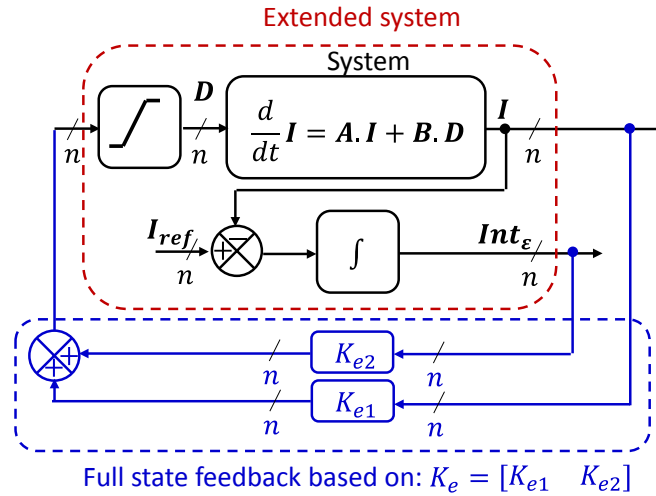 Extended system
System
D
I
d/dt I = A.I + B.D
n
n
n
I_ref
−
n
∫
Int_ε
n
+
+
K_e2
n
n
K_e1
n
n
Full state feedback based on: K_e = [K_e1 K_e2]